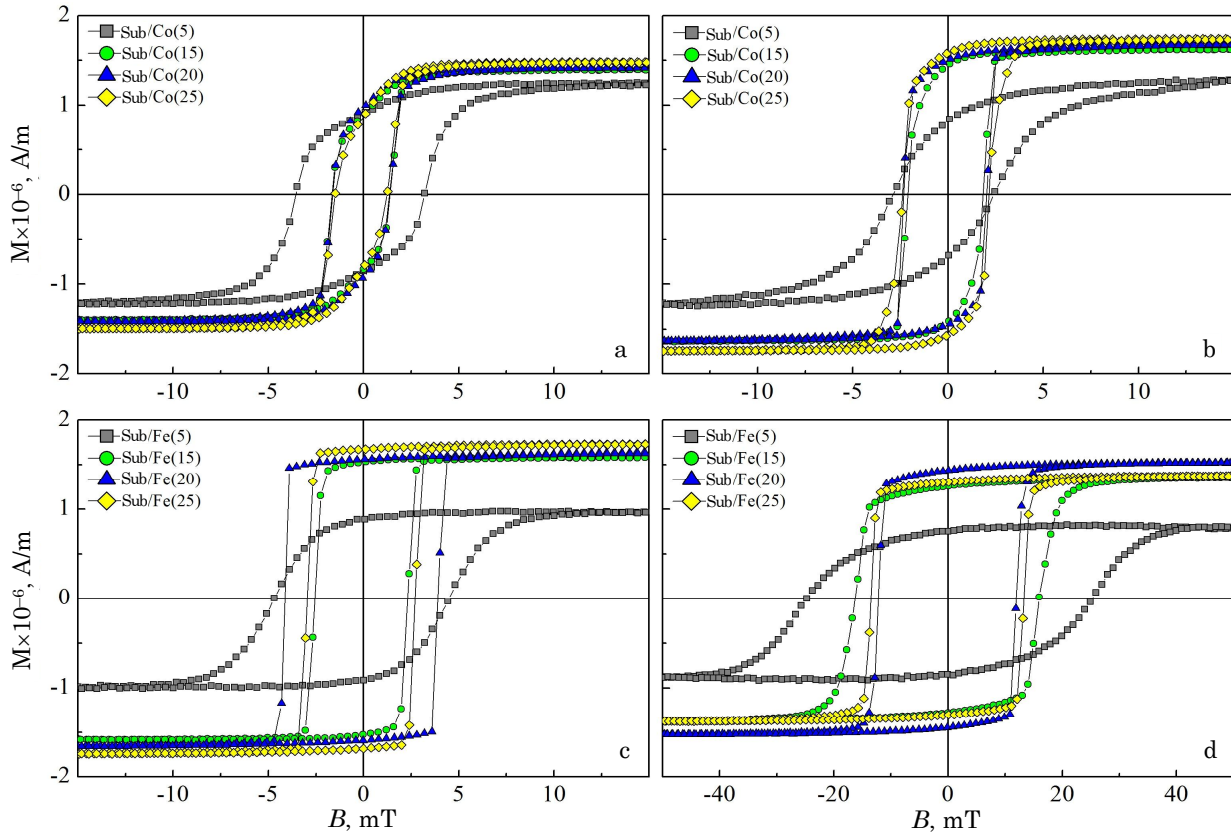 2
1
0
-1
-2
M×10⁻⁶, A/m
Sub/Co(5)
Sub/Co(15)
Sub/Co(20)
Sub/Co(25)
a
-10
-5
0
5
10
Sub/Co(5)
Sub/Co(15)
Sub/Co(20)
Sub/Co(25)
b
-10
-5
0
5
10
2
1
0
-1
-2
M×10⁻⁶, A/m
Sub/Fe(5)
Sub/Fe(15)
Sub/Fe(20)
Sub/Fe(25)
c
-10
-5
0
5
10
B, mT
Sub/Fe(5)
Sub/Fe(15)
Sub/Fe(20)
Sub/Fe(25)
d
-40
-20
0
20
40
B, mT